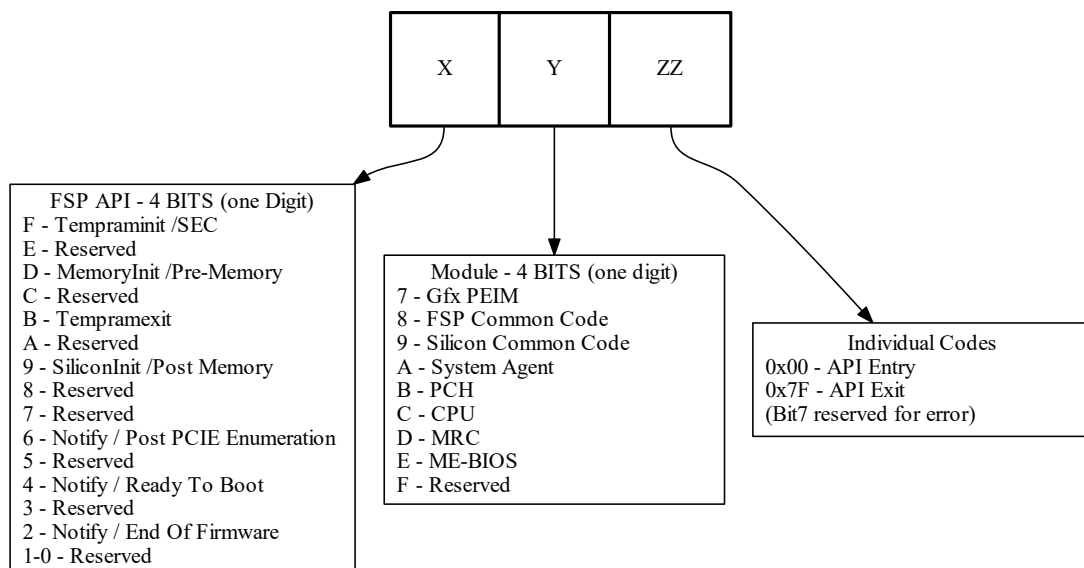 X
Y
ZZ
FSP API - 4 BITS (one Digit)
F - Tempraminit /SEC
E - Reserved
D - MemoryInit /Pre-Memory
C - Reserved
B - Tempramexit
A - Reserved
9 - SiliconInit /Post Memory
8 - Reserved
7 - Reserved
6 - Notify / Post PCIE Enumeration
5 - Reserved
4 - Notify / Ready To Boot
3 - Reserved
2 - Notify / End Of Firmware
1-0 - Reserved
Module - 4 BITS (one digit)
7 - Gfx PEIM
8 - FSP Common Code
9 - Silicon Common Code
A - System Agent
B - PCH
C - CPU
D - MRC
E - ME-BIOS
F - Reserved
Individual Codes
0x00 - API Entry
0x7F - API Exit
(Bit7 reserved for error)